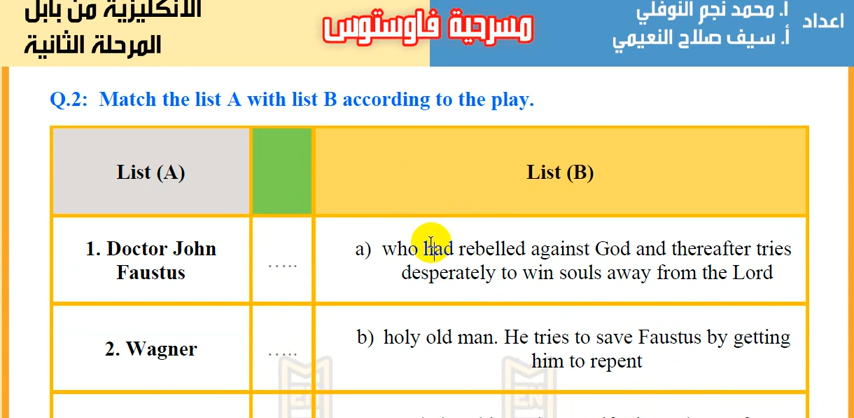 الانكليزية من بابل
المرحلة الثانية
مسرحية فاوستوس
اعداد
أ. محمد نجم النوفلي
أ. سيف صلاح النعيمي
Q.2: Match the list A with list B according to the play.
List (A)
List (B)
1. Doctor John
Faustus
.....
a) who had rebelled against God and thereafter tries
desperately to win souls away from the Lord
2. Wagner
.....
b) holy old man. He tries to save Faustus by getting
him to repent